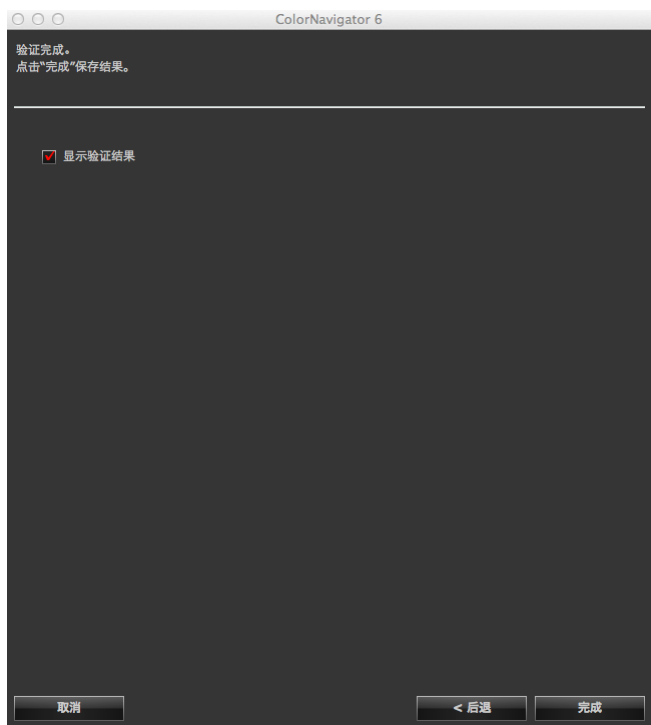 ColorNavigator 6
验证完成。
点击“完成”保存结果。
显示验证结果
取消
< 后退
完成